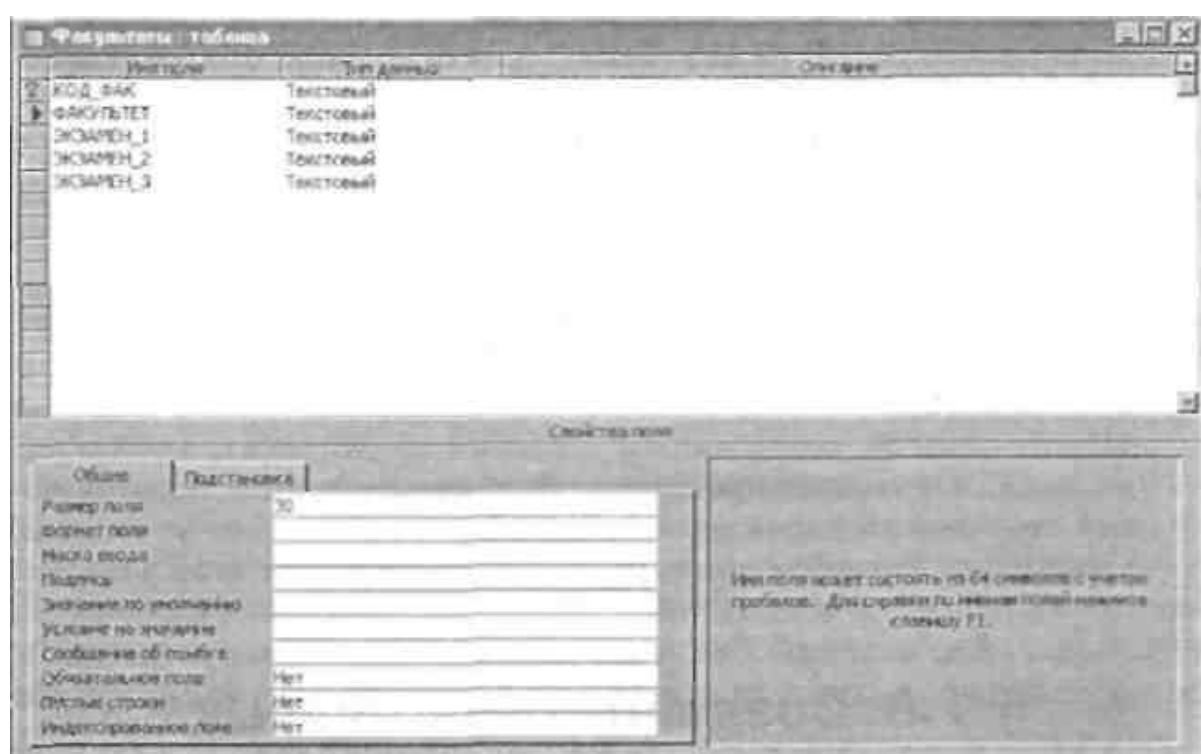 Факультеты : таблица
Имя поля Тип данных Описание
КОД_ФАК Текстовый
ФАКУЛЬТЕТ Текстовый
ЭКЗАМЕН_1 Текстовый
ЭКЗАМЕН_2 Текстовый
ЭКЗАМЕН_3 Текстовый
Свойства поля
Общие Подстановка
Размер поля 30
Формат поля
Маска ввода
Подпись
Значение по умолчанию
Условие на значение
Сообщение об ошибке
Обязательное поле Нет
Пустые строки Нет
Индексированное поле Нет
Имя поля может состоять из 64 символов с учетом
пробелов. Для справки по именам полей нажмите
клавишу F1.